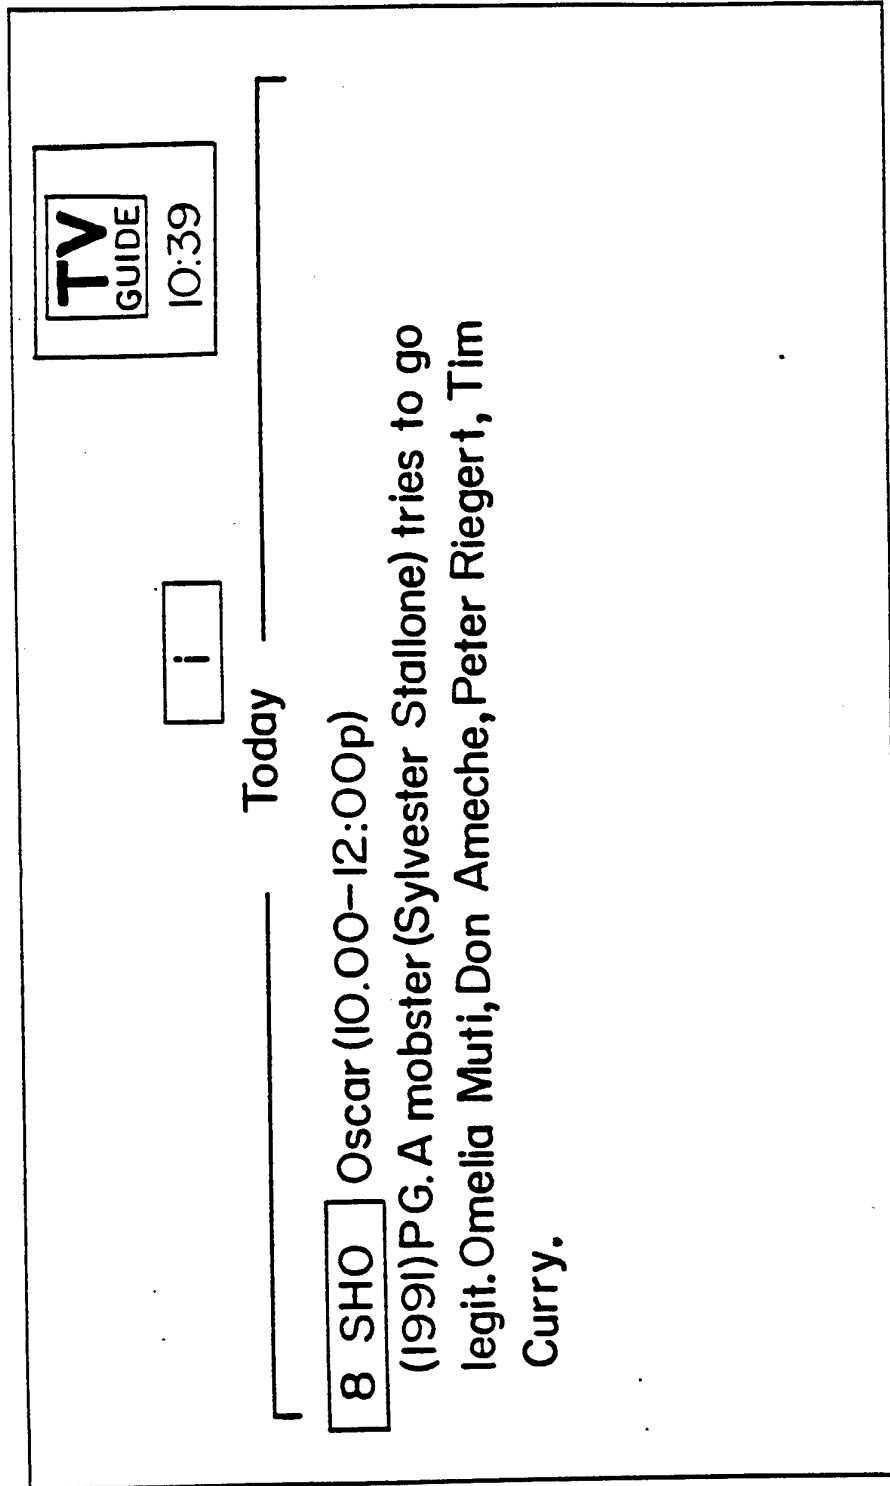 TV
GUIDE
10:39
i
Today
8 SHO Oscar (10.00-12:00p)
(1991) PG. A mobster (Sylvester Stallone) tries to go
legit. Omelia Muti, Don Ameche, Peter Riegert, Tim
Curry.